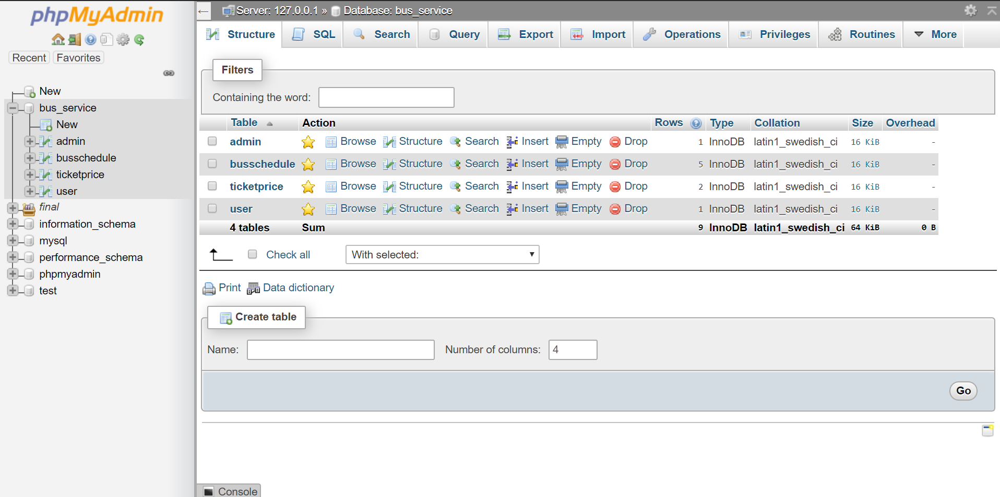 phpMyAdmin
Recent Favorites
New
bus_service
New
admin
busschedule
ticketprice
user
final
information_schema
mysql
performance_schema
phpmyadmin
test
Server: 127.0.0.1 » Database: bus_service
Structure SQL Search Query Export Import Operations Privileges Routines More
Filters
Containing the word:
Table Action Rows Type Collation Size Overhead
admin Browse Structure Search Insert Empty Drop 1 InnoDB latin1_swedish_ci 16 KiB -
busschedule Browse Structure Search Insert Empty Drop 5 InnoDB latin1_swedish_ci 16 KiB -
ticketprice Browse Structure Search Insert Empty Drop 2 InnoDB latin1_swedish_ci 16 KiB -
user Browse Structure Search Insert Empty Drop 1 InnoDB latin1_swedish_ci 16 KiB -
4 tables Sum 9 InnoDB latin1_swedish_ci 64 KiB 0 B
Check all With selected:
Print Data dictionary
Create table
Name: Number of columns: 4
Go
Console